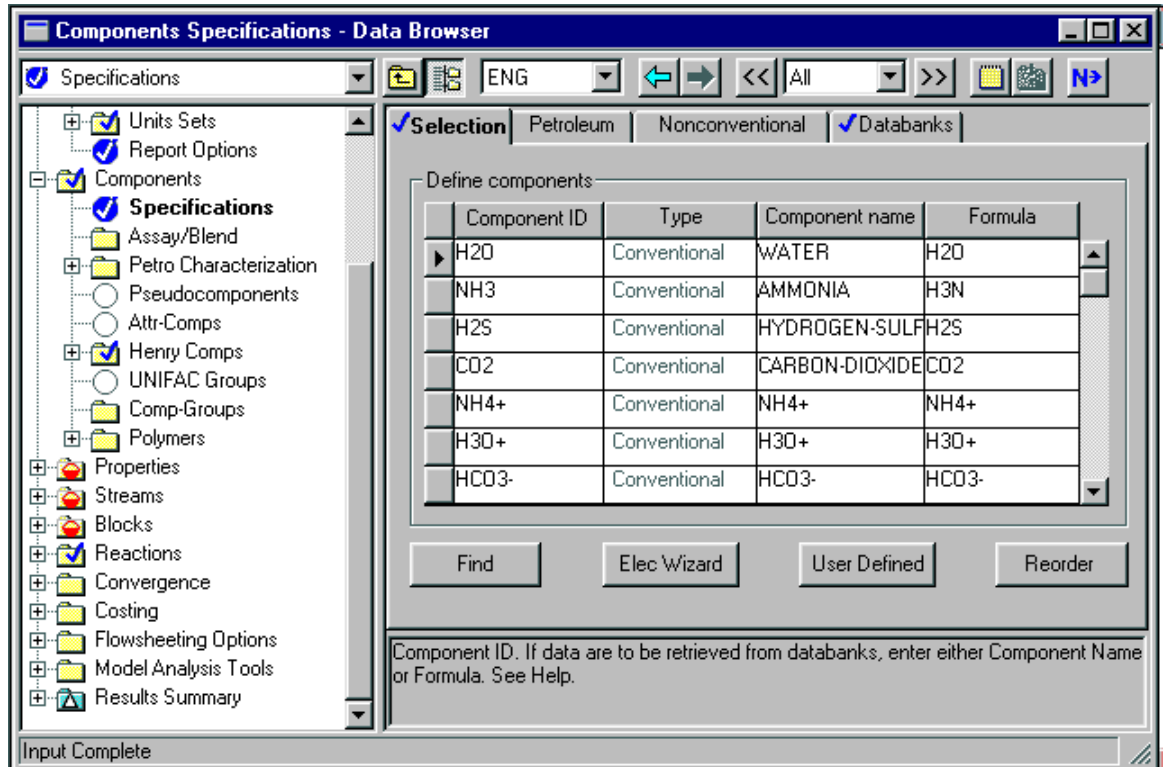 Components Specifications - Data Browser
Specifications
ENG
<< All >>
N
Units Sets
Report Options
Components
Specifications
Assay/Blend
Petro Characterization
Pseudocomponents
Attr-Comps
Henry Comps
UNIFAC Groups
Comp-Groups
Polymers
Properties
Streams
Blocks
Reactions
Convergence
Costing
Flowsheeting Options
Model Analysis Tools
Results Summary
Selection Petroleum Nonconventional Databanks
Define components
Component ID Type Component name Formula
H2O Conventional WATER H2O
NH3 Conventional AMMONIA H3N
H2S Conventional HYDROGEN-SULF H2S
CO2 Conventional CARBON-DIOXIDE CO2
NH4+ Conventional NH4+ NH4+
H3O+ Conventional H3O+ H3O+
HCO3- Conventional HCO3- HCO3-
Find Elec Wizard User Defined Reorder
Component ID. If data are to be retrieved from databanks, enter either Component Name
or Formula. See Help.
Input Complete